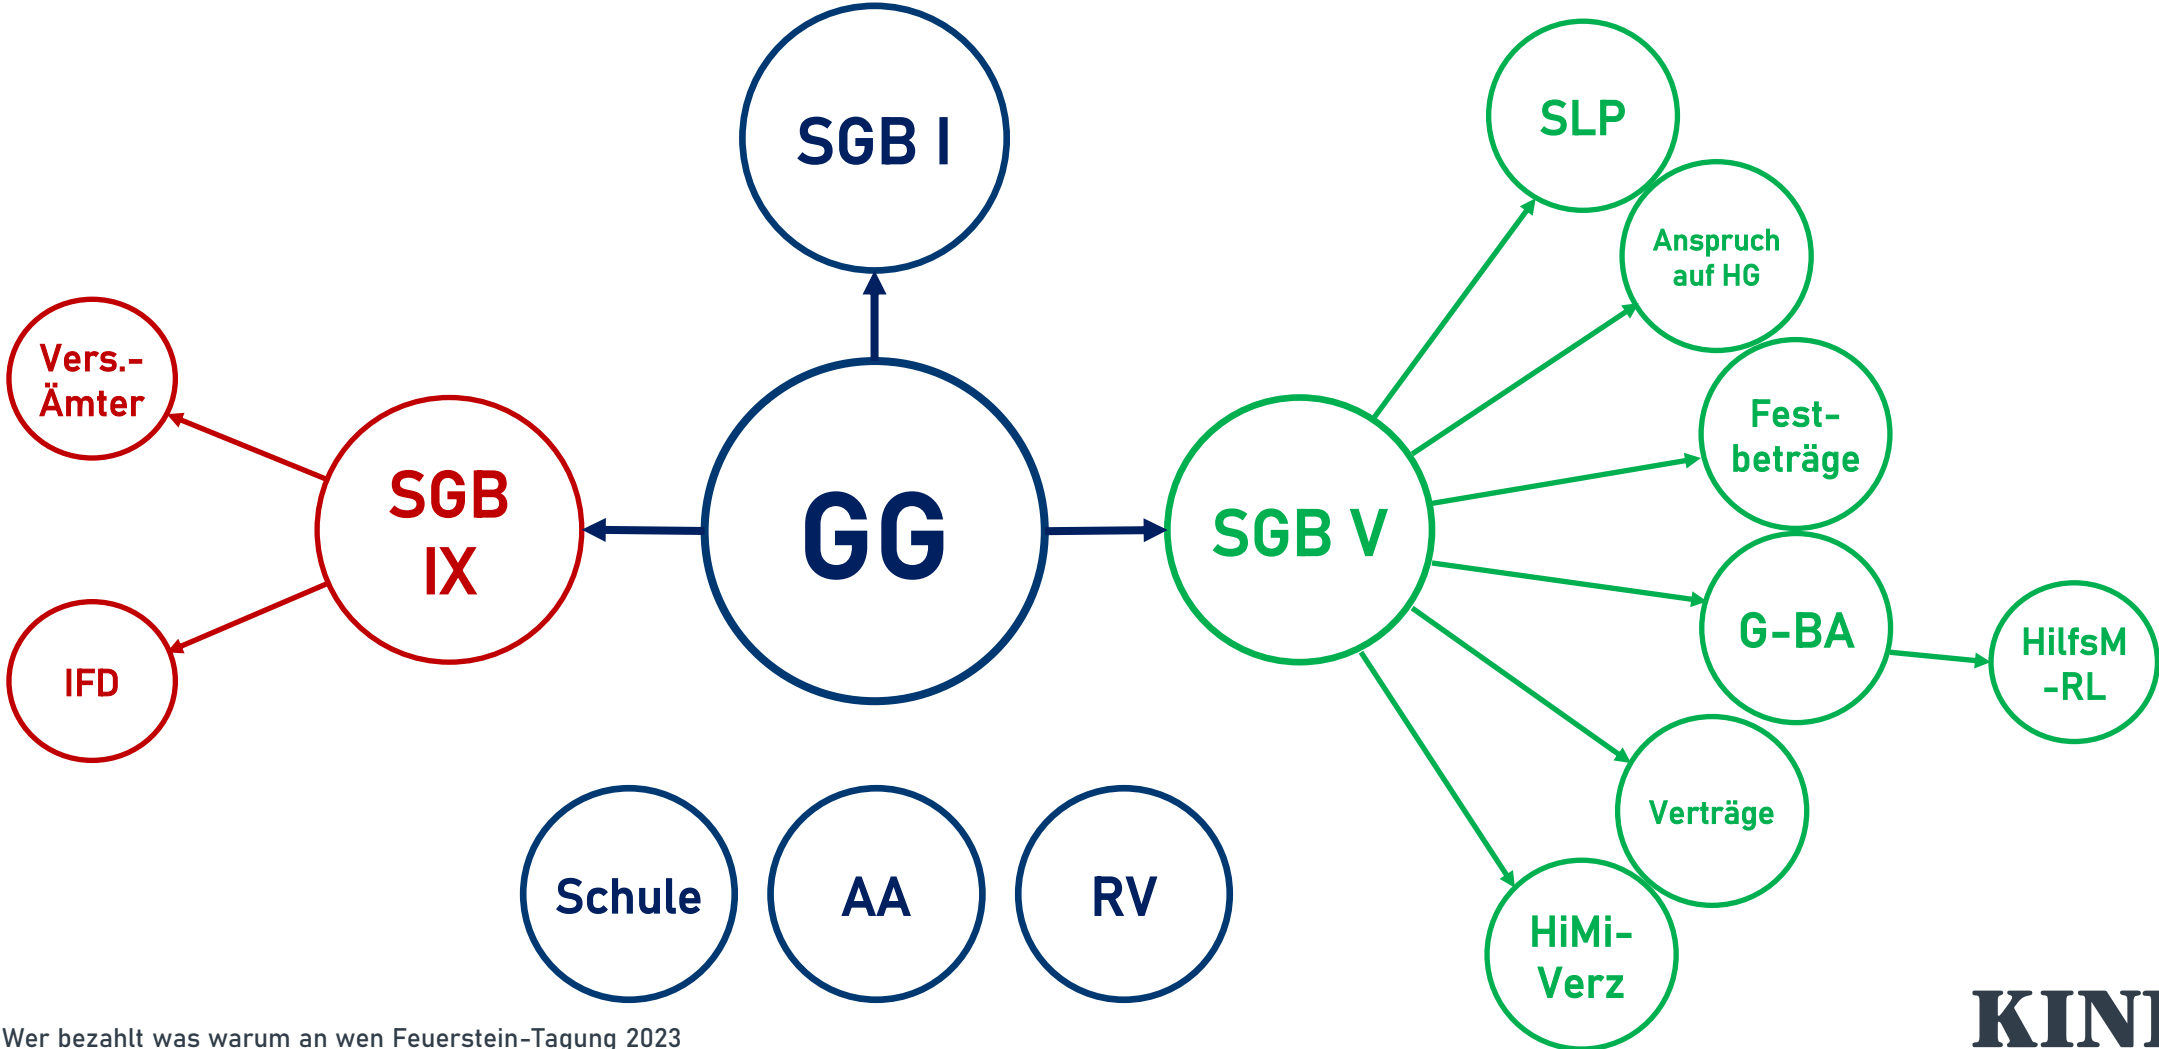 SGB I
SLP
Anspruch
auf HG
Vers.-
Ämter
Fest-
beträge
SGB
IX
GG
SGB V
G-BA
HilfsM
-RL
IFD
Verträge
Schule
AA
RV
HiMi-
Verz
Wer bezahlt was warum an wen Feuerstein-Tagung 2023
KIN